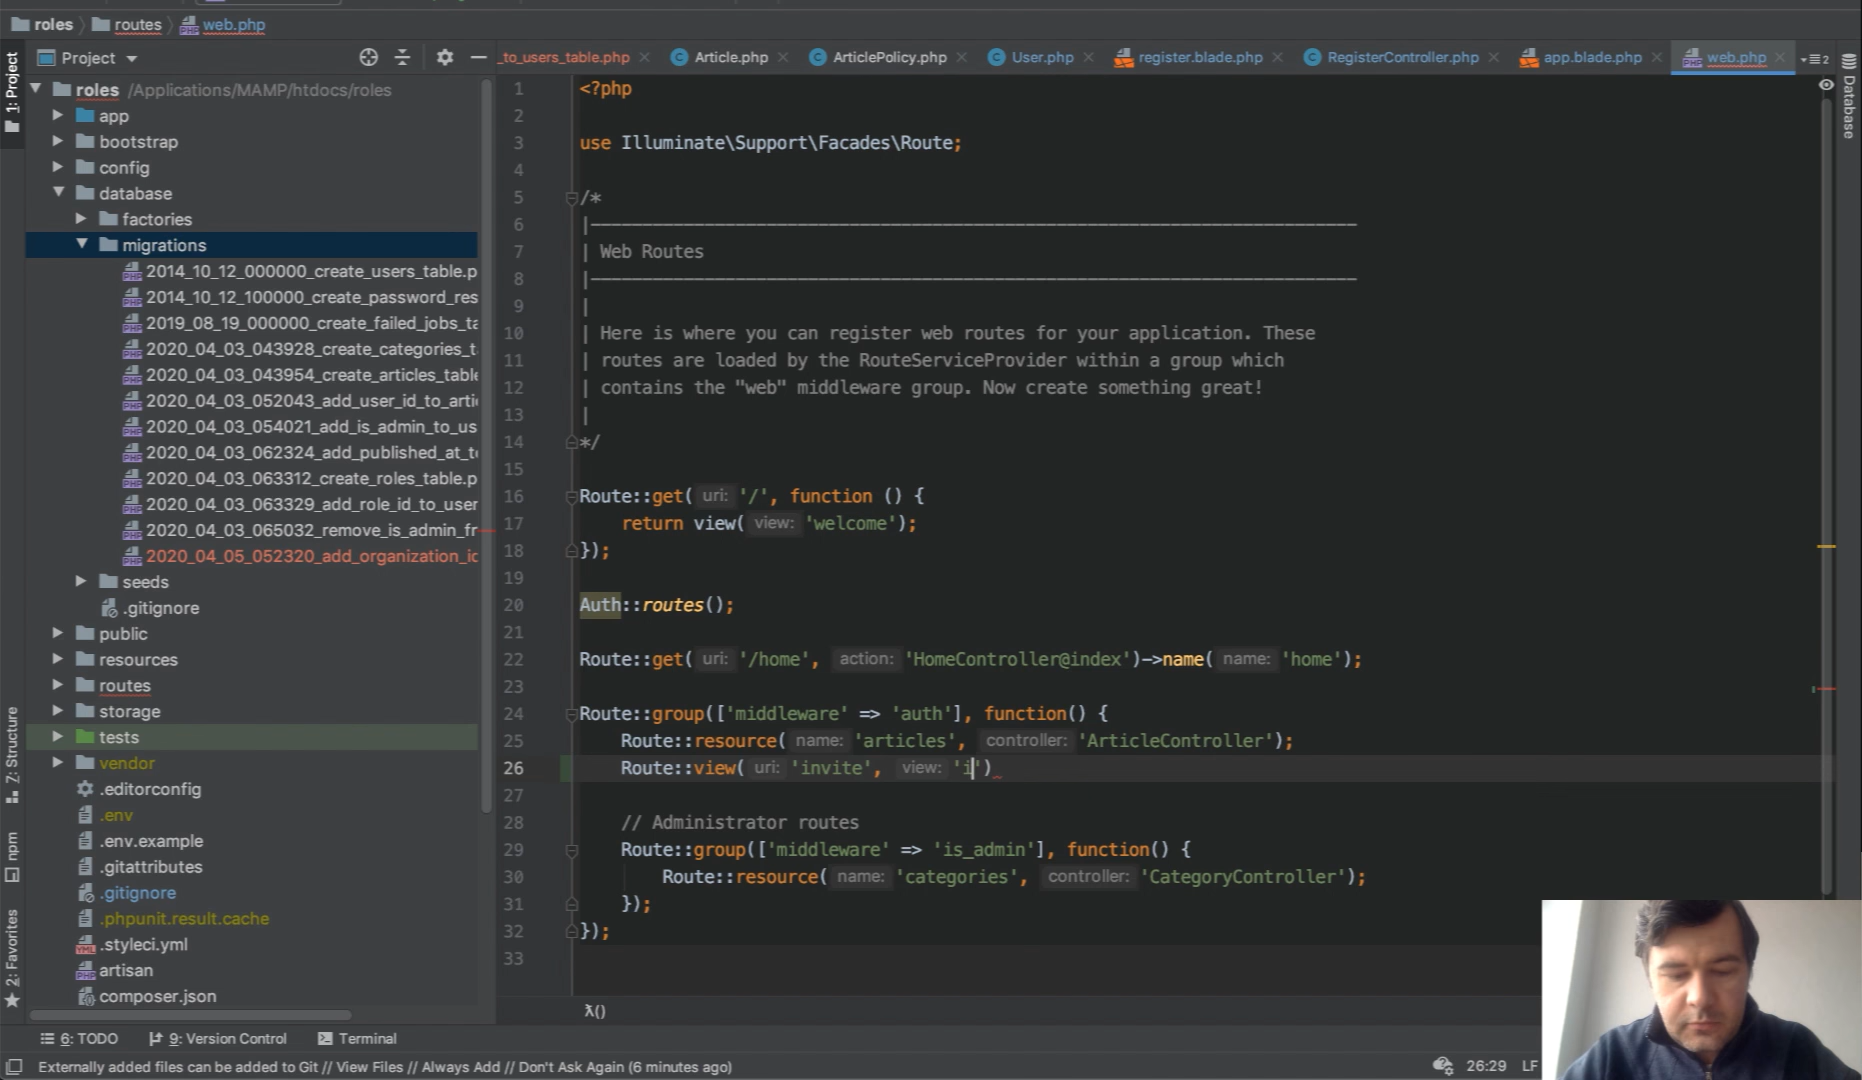 roles
routes
web.php
Project
_to_users_table.php
Article.php
ArticlePolicy.php
User.php
register.blade.php
RegisterController.php
app.blade.php
web.php
2
1: Project
7: Structure
npm
2: Favorites
Database
roles /Applications/MAMP/htdocs/roles
app
bootstrap
config
database
factories
migrations
2014_10_12_000000_create_users_table.p
2014_10_12_100000_create_password_res
2019_08_19_000000_create_failed_jobs_ta
2020_04_03_043928_create_categories_t
2020_04_03_043954_create_articles_table
2020_04_03_052043_add_user_id_to_arti
2020_04_03_054021_add_is_admin_to_us
2020_04_03_062324_add_published_at_to
2020_04_03_063312_create_roles_table.p
2020_04_03_063329_add_role_id_to_user
2020_04_03_065032_remove_is_admin_fr
2020_04_05_052320_add_organization_id
seeds
.gitignore
public
resources
routes
storage
tests
vendor
.editorconfig
.env
.env.example
.gitattributes
.gitignore
.phpunit.result.cache
.styleci.yml
artisan
composer.json
1 <?php
2
3 use Illuminate\Support\Facades\Route;
4
5 /*
6 |--------------------------------------------------------------------------
7 | Web Routes
8 |--------------------------------------------------------------------------
9 |
10 | Here is where you can register web routes for your application. These
11 | routes are loaded by the RouteServiceProvider within a group which
12 | contains the "web" middleware group. Now create something great!
13 |
14 */
15
16 Route::get( uri: '/', function () {
17 return view( view: 'welcome');
18 });
19
20 Auth::routes();
21
22 Route::get( uri: '/home', action: 'HomeController@index')->name( name: 'home');
23
24 Route::group(['middleware' => 'auth'], function() {
25 Route::resource( name: 'articles', controller: 'ArticleController');
26 Route::view( uri: 'invite', view: 'i')
27
28 // Administrator routes
29 Route::group(['middleware' => 'is_admin'], function() {
30 Route::resource( name: 'categories', controller: 'CategoryController');
31 });
32 });
33
λ()
6: TODO
9: Version Control
Terminal
Externally added files can be added to Git // View Files // Always Add // Don't Ask Again (6 minutes ago)
26:29 LF